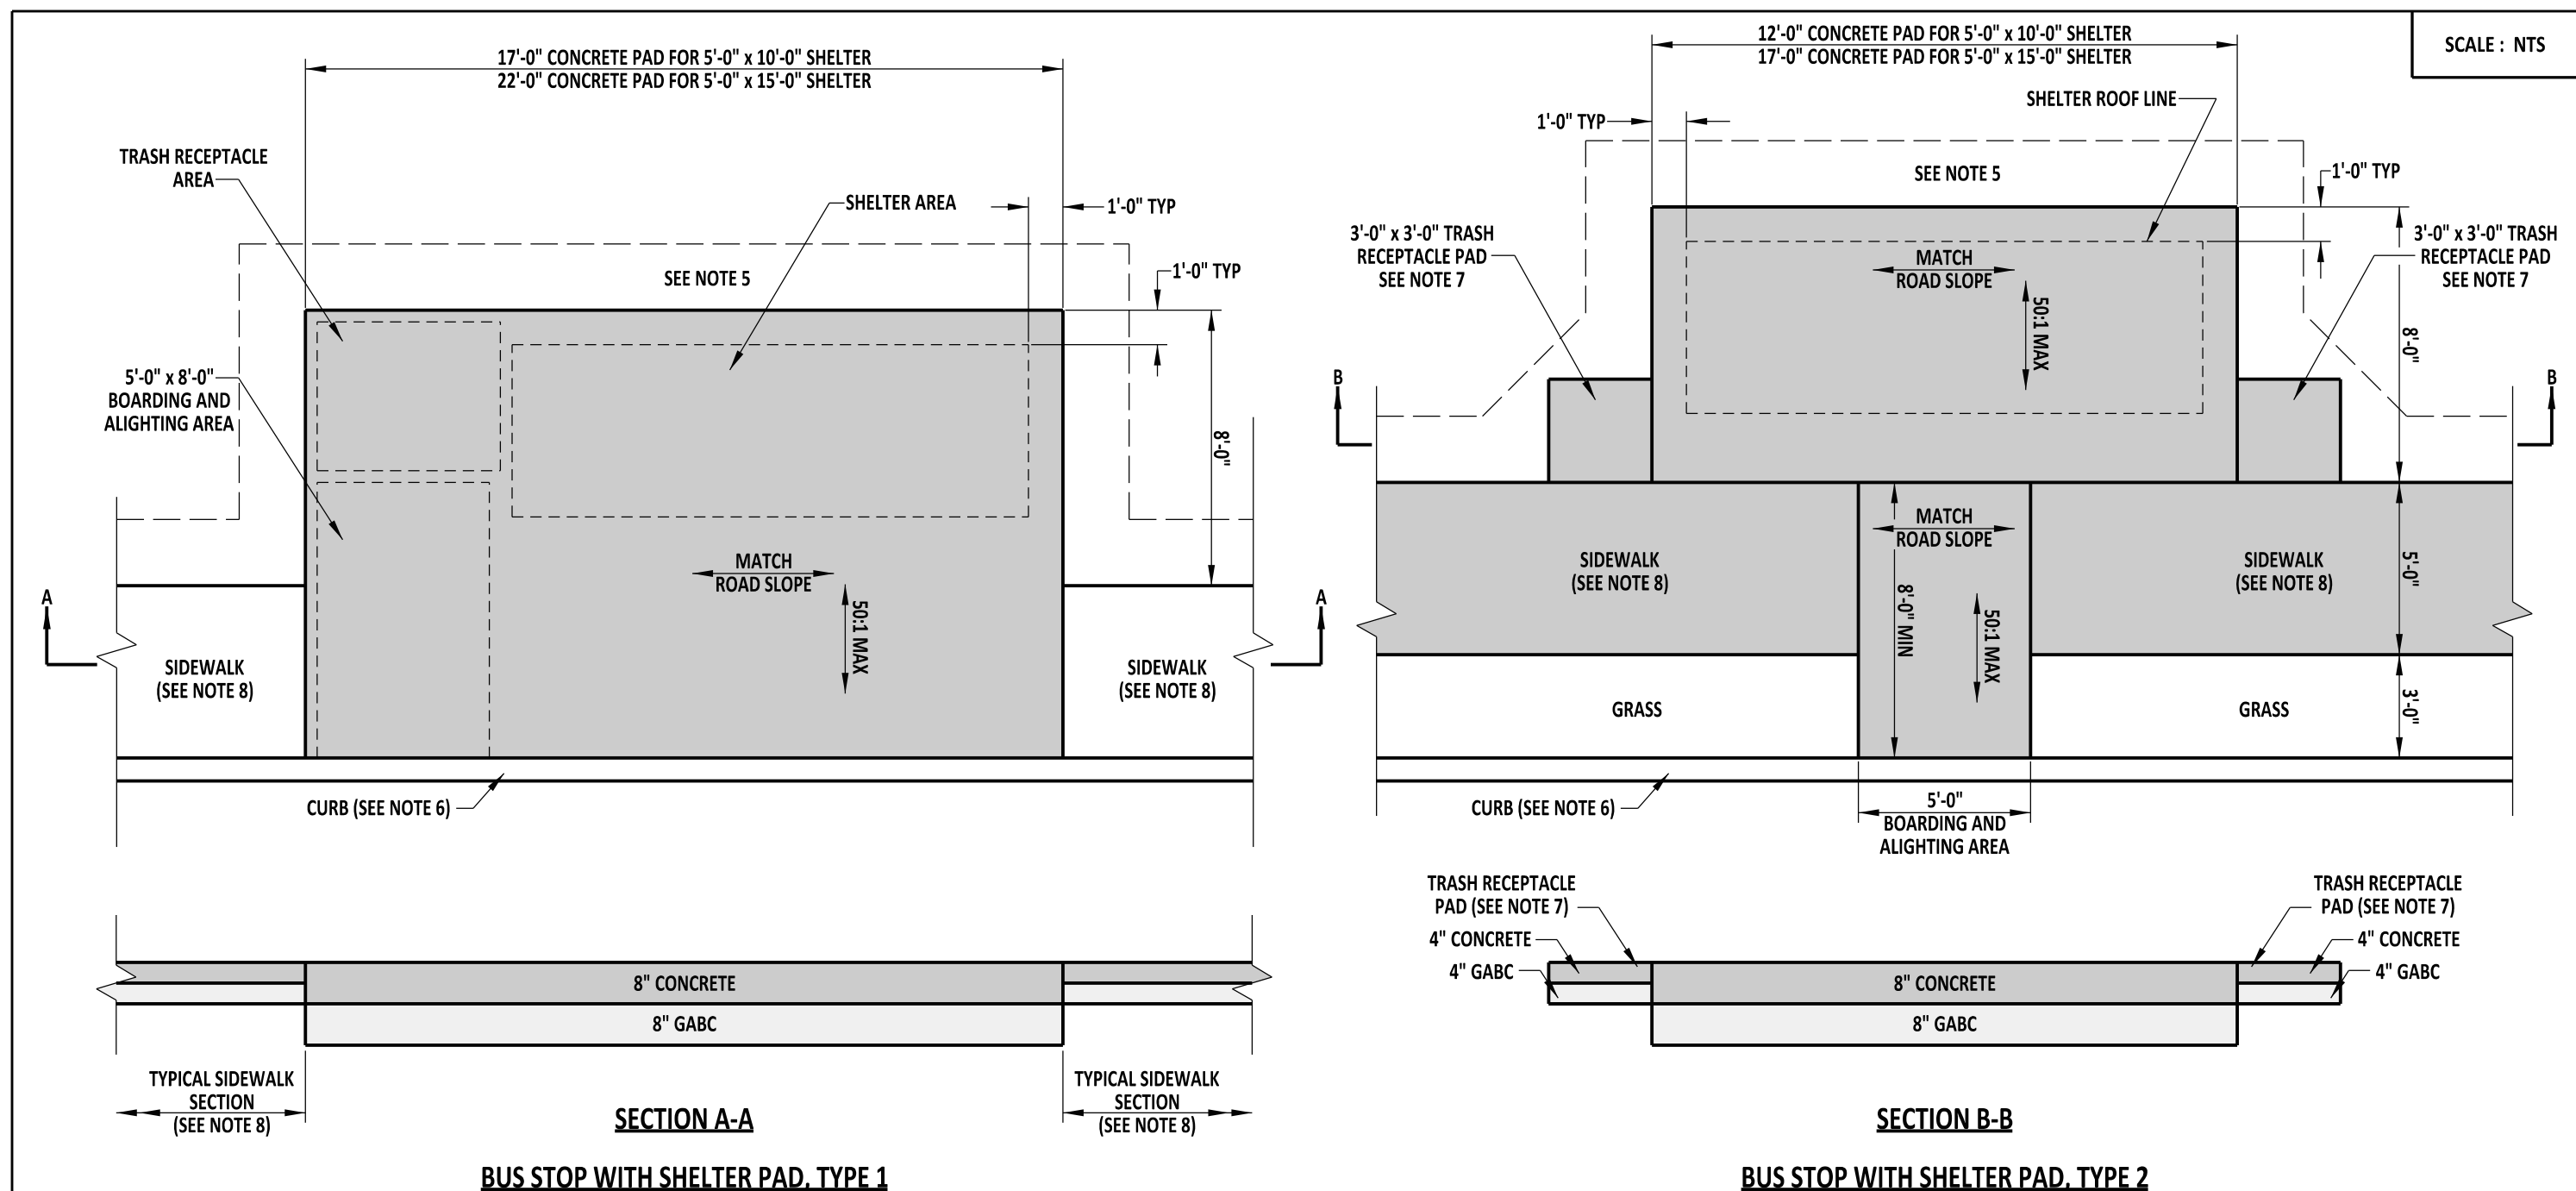 SCALE : NTS
17'-0" CONCRETE PAD FOR 5'-0" x 10'-0" SHELTER
22'-0" CONCRETE PAD FOR 5'-0" x 15'-0" SHELTER
TRASH RECEPTACLE
AREA
SHELTER AREA
1'-0" TYP
SEE NOTE 5
1'-0" TYP
5'-0" x 8'-0"
BOARDING AND
ALIGHTING AREA
8'-0"
MATCH
ROAD SLOPE
50:1 MAX
A
A
SIDEWALK
(SEE NOTE 8)
SIDEWALK
(SEE NOTE 8)
CURB (SEE NOTE 6)
8" CONCRETE
8" GABC
TYPICAL SIDEWALK
SECTION
(SEE NOTE 8)
TYPICAL SIDEWALK
SECTION
(SEE NOTE 8)
SECTION A-A
BUS STOP WITH SHELTER PAD, TYPE 1
12'-0" CONCRETE PAD FOR 5'-0" x 10'-0" SHELTER
17'-0" CONCRETE PAD FOR 5'-0" x 15'-0" SHELTER
SHELTER ROOF LINE
1'-0" TYP
SEE NOTE 5
1'-0" TYP
3'-0" x 3'-0" TRASH
RECEPTACLE PAD
SEE NOTE 7
3'-0" x 3'-0" TRASH
RECEPTACLE PAD
SEE NOTE 7
MATCH
ROAD SLOPE
50:1 MAX
8'-0"
B
B
MATCH
ROAD SLOPE
SIDEWALK
(SEE NOTE 8)
SIDEWALK
(SEE NOTE 8)
5'-0"
8'-0" MIN
50:1 MAX
GRASS
GRASS
3'-0"
CURB (SEE NOTE 6)
5'-0"
BOARDING AND
ALIGHTING AREA
TRASH RECEPTACLE
PAD (SEE NOTE 7)
4" CONCRETE
4" GABC
TRASH RECEPTACLE
PAD (SEE NOTE 7)
4" CONCRETE
4" GABC
8" CONCRETE
8" GABC
SECTION B-B
BUS STOP WITH SHELTER PAD, TYPE 2